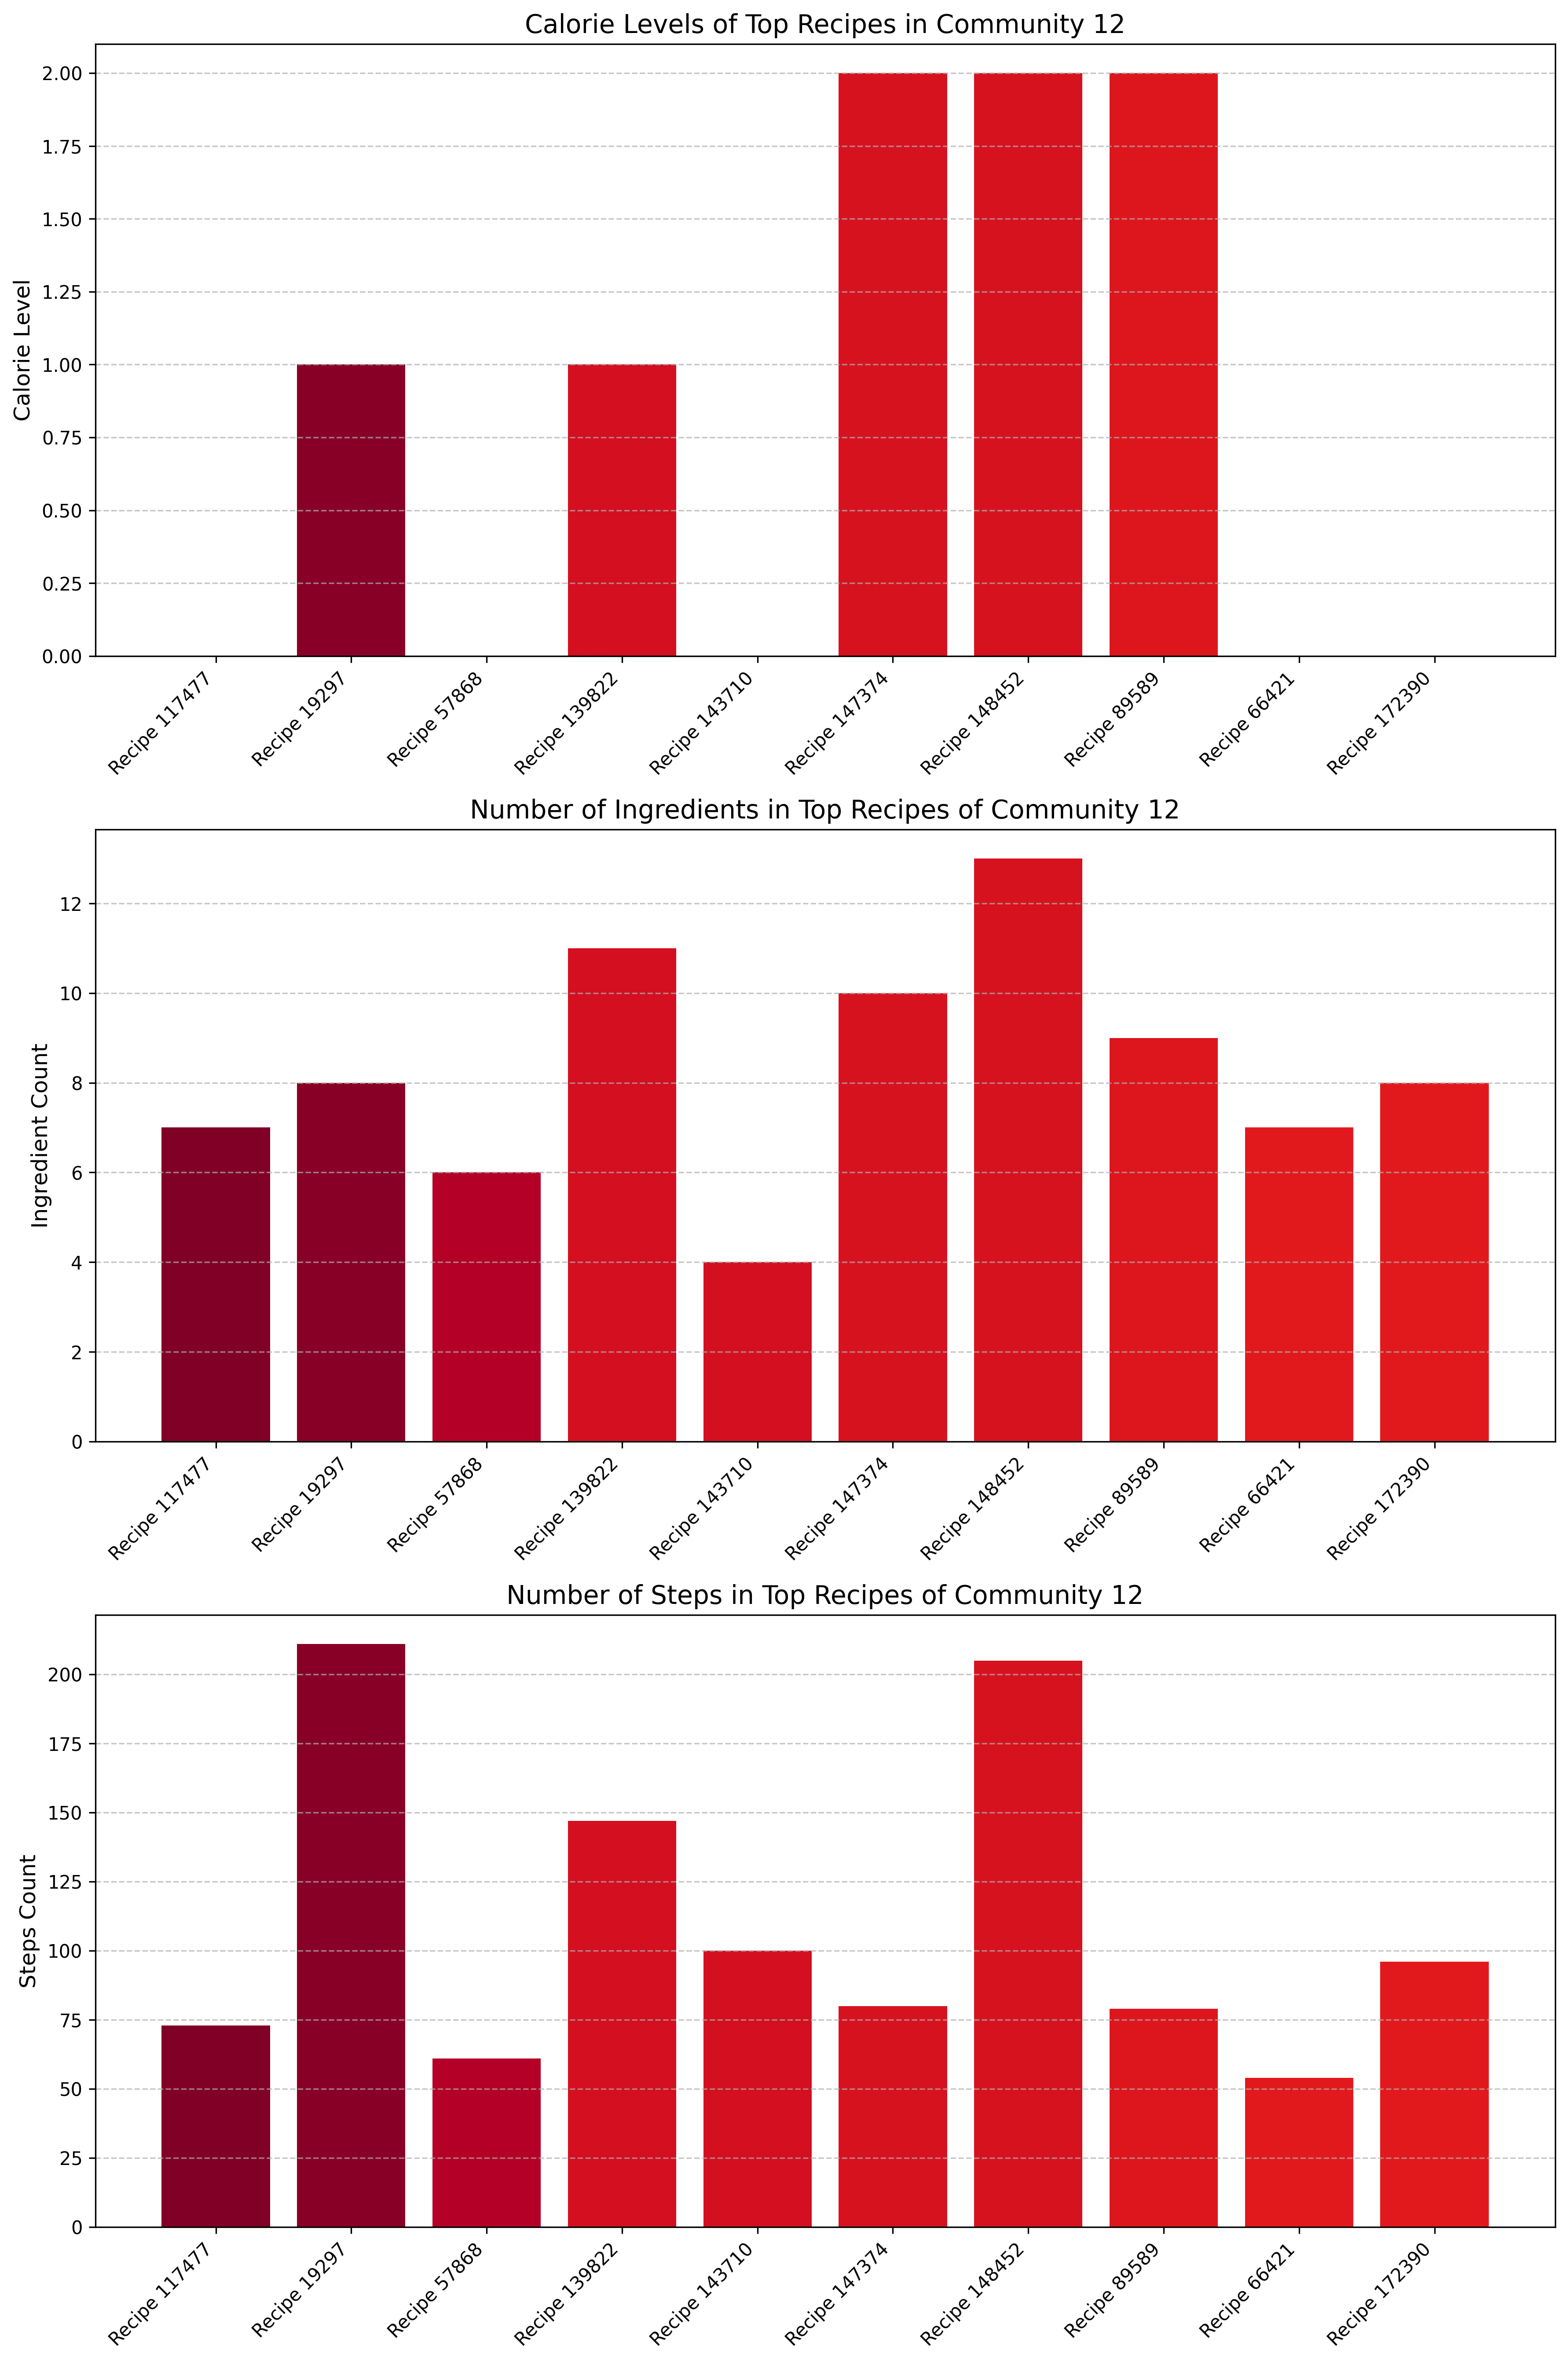 Calorie Levels of Top Recipes in Community 12
Calorie Level
2.00
1.75
1.50
1.25
1.00
0.75
0.50
0.25
0.00
Recipe 117477
Recipe 19297
Recipe 57868
Recipe 139822
Recipe 143710
Recipe 147374
Recipe 148452
Recipe 89589
Recipe 66421
Recipe 172390
Number of Ingredients in Top Recipes of Community 12
Ingredient Count
12
10
8
6
4
2
0
Recipe 117477
Recipe 19297
Recipe 57868
Recipe 139822
Recipe 143710
Recipe 147374
Recipe 148452
Recipe 89589
Recipe 66421
Recipe 172390
Number of Steps in Top Recipes of Community 12
Steps Count
200
175
150
125
100
75
50
25
0
Recipe 117477
Recipe 19297
Recipe 57868
Recipe 139822
Recipe 143710
Recipe 147374
Recipe 148452
Recipe 89589
Recipe 66421
Recipe 172390